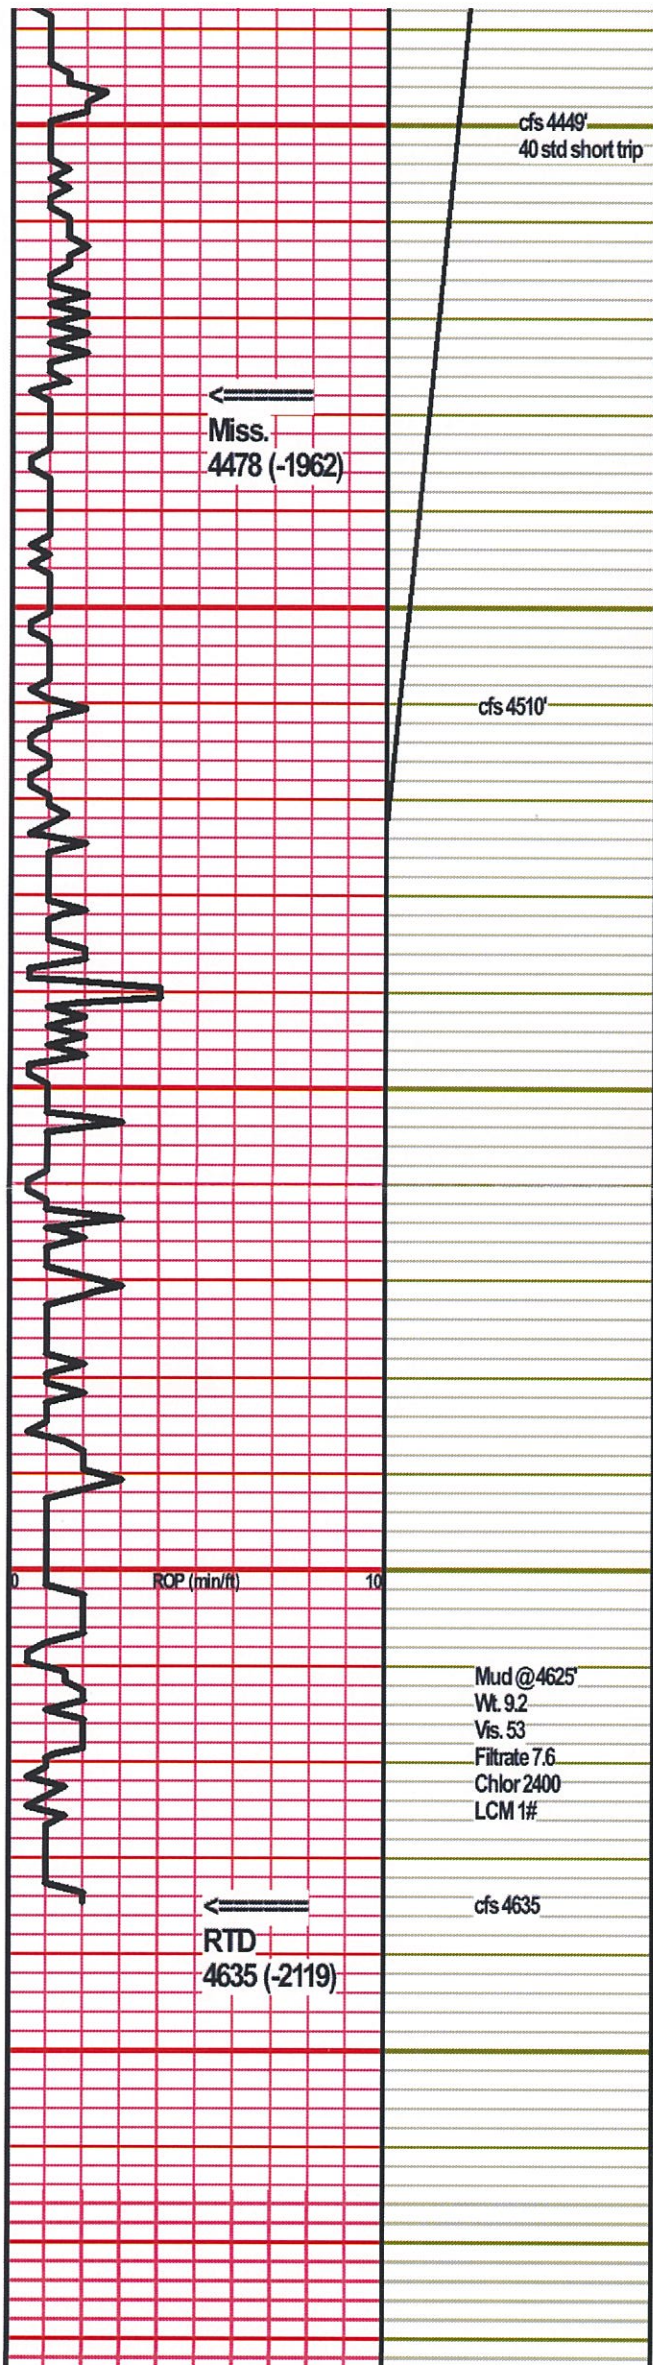 cfs 4449'
40 std short trip
Miss.
4478 (-1962)
cfs 4510'
0 ROP (min/ft) 10
Mud @4625'
Wt. 9.2
Vis. 53
Filtrate 7.6
Chlor 2400
LCM 1#
cfs 4635
RTD
4635 (-2119)